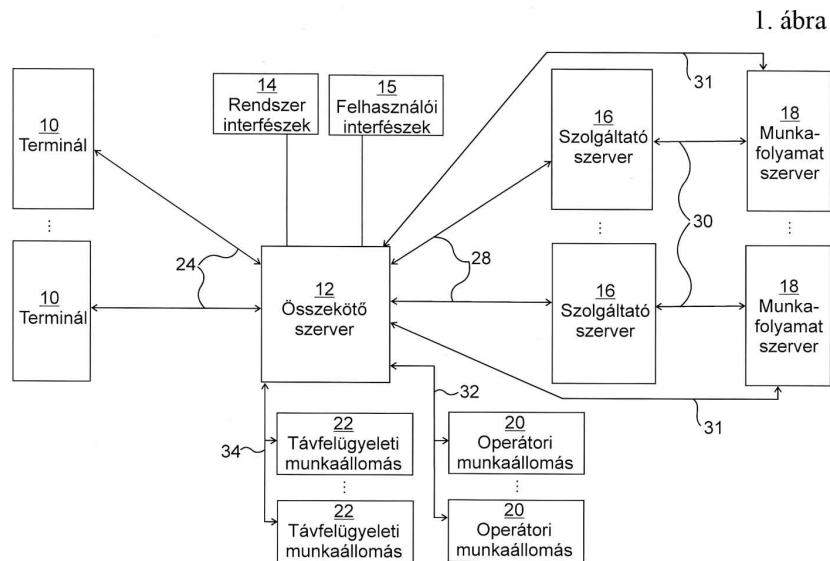 1. ábra
31
14
Rendszer
interfészek
15
Felhasználói
interfészek
10
Terminál
16
Szolgáltató
szerver
18
Munka-
folyamat
szerver
30
24
28
10
Terminál
12
Összekötő
szerver
16
Szolgáltató
szerver
18
Munka-
folyamat
szerver
32
31
34
22
Távfelügyeleti
munkaállomás
20
Operátori
munkaállomás
22
Távfelügyeleti
munkaállomás
20
Operátori
munkaállomás